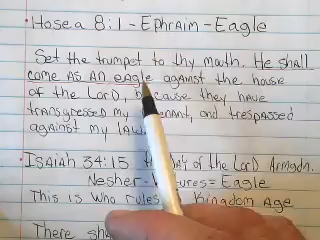 • Hosea 8:1 - Ephraim - Eagle
Set the trumpet to thy mouth. He shall
come AS AN eAgle against the house
of the LorD, because they have
transgressed my and trespassed
against my LAW
• Isaiah 34:15 Day of the LorD Armagdn.
Nesher = Eagle
This is Who rules Kingdom Age
There